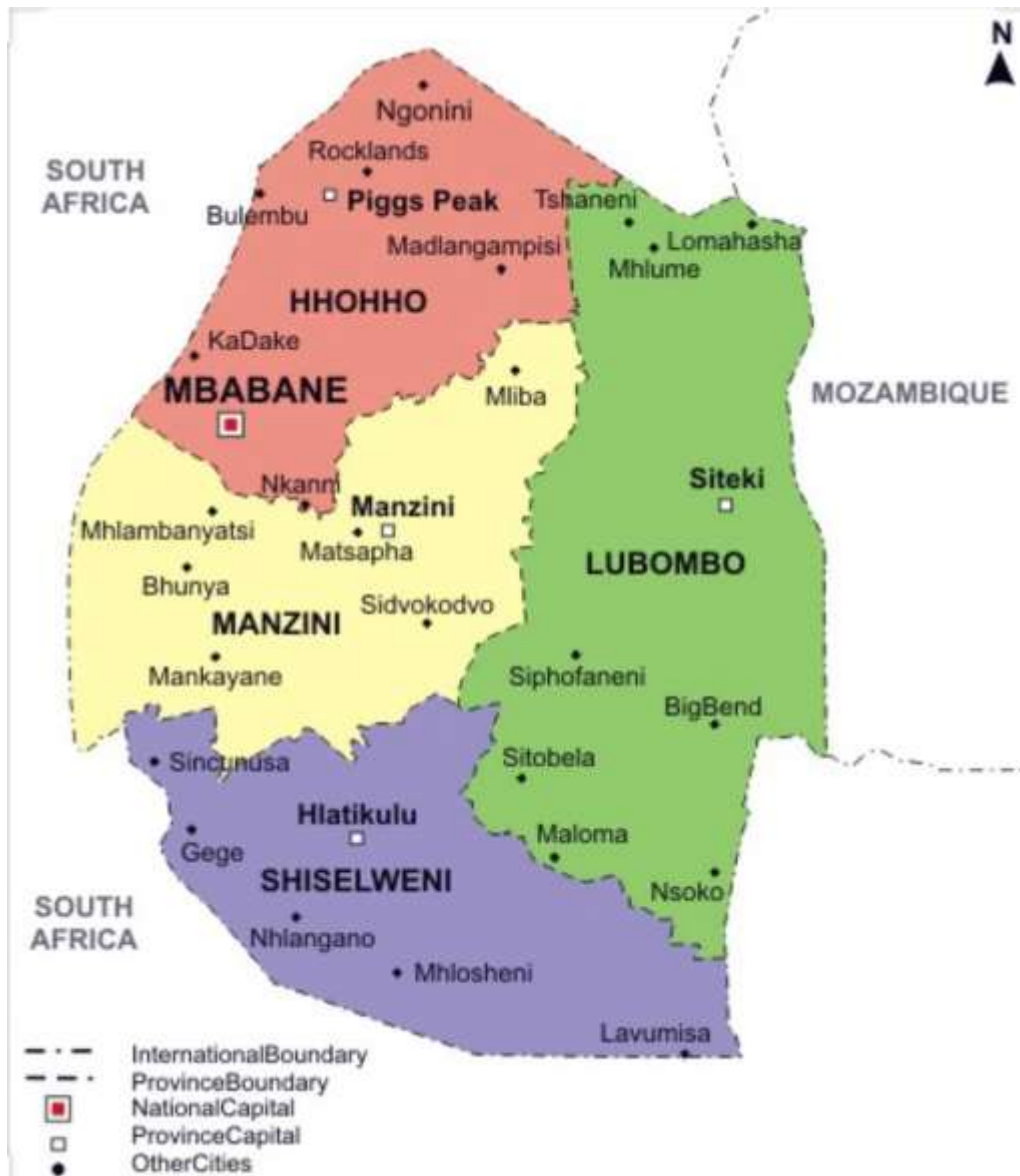 N
Ngonini
Rocklands
SOUTH
AFRICA
Piggs Peak
Bulembu
Tshaneni
Lomahasha
Madlangampisi
Mhlume
HHOHHO
KaDake
MBABANE
Mliba
MOZAMBIQUE
Siteki
Nkanm
Manzini
Mhlambanyatsi
Matsapha
LUBOMBO
Bhunya
Sidvokodvo
MANZINI
Mankayane
Siphofaneni
BigBend
Sincunusa
Sitobela
Hlatikulu
Maloma
Gege
SHISELWENI
Nsoko
SOUTH
AFRICA
Nhlangano
Mhlosheni
Lavumisa
InternationalBoundary
ProvinceBoundary
NationalCapital
ProvinceCapital
OtherCities